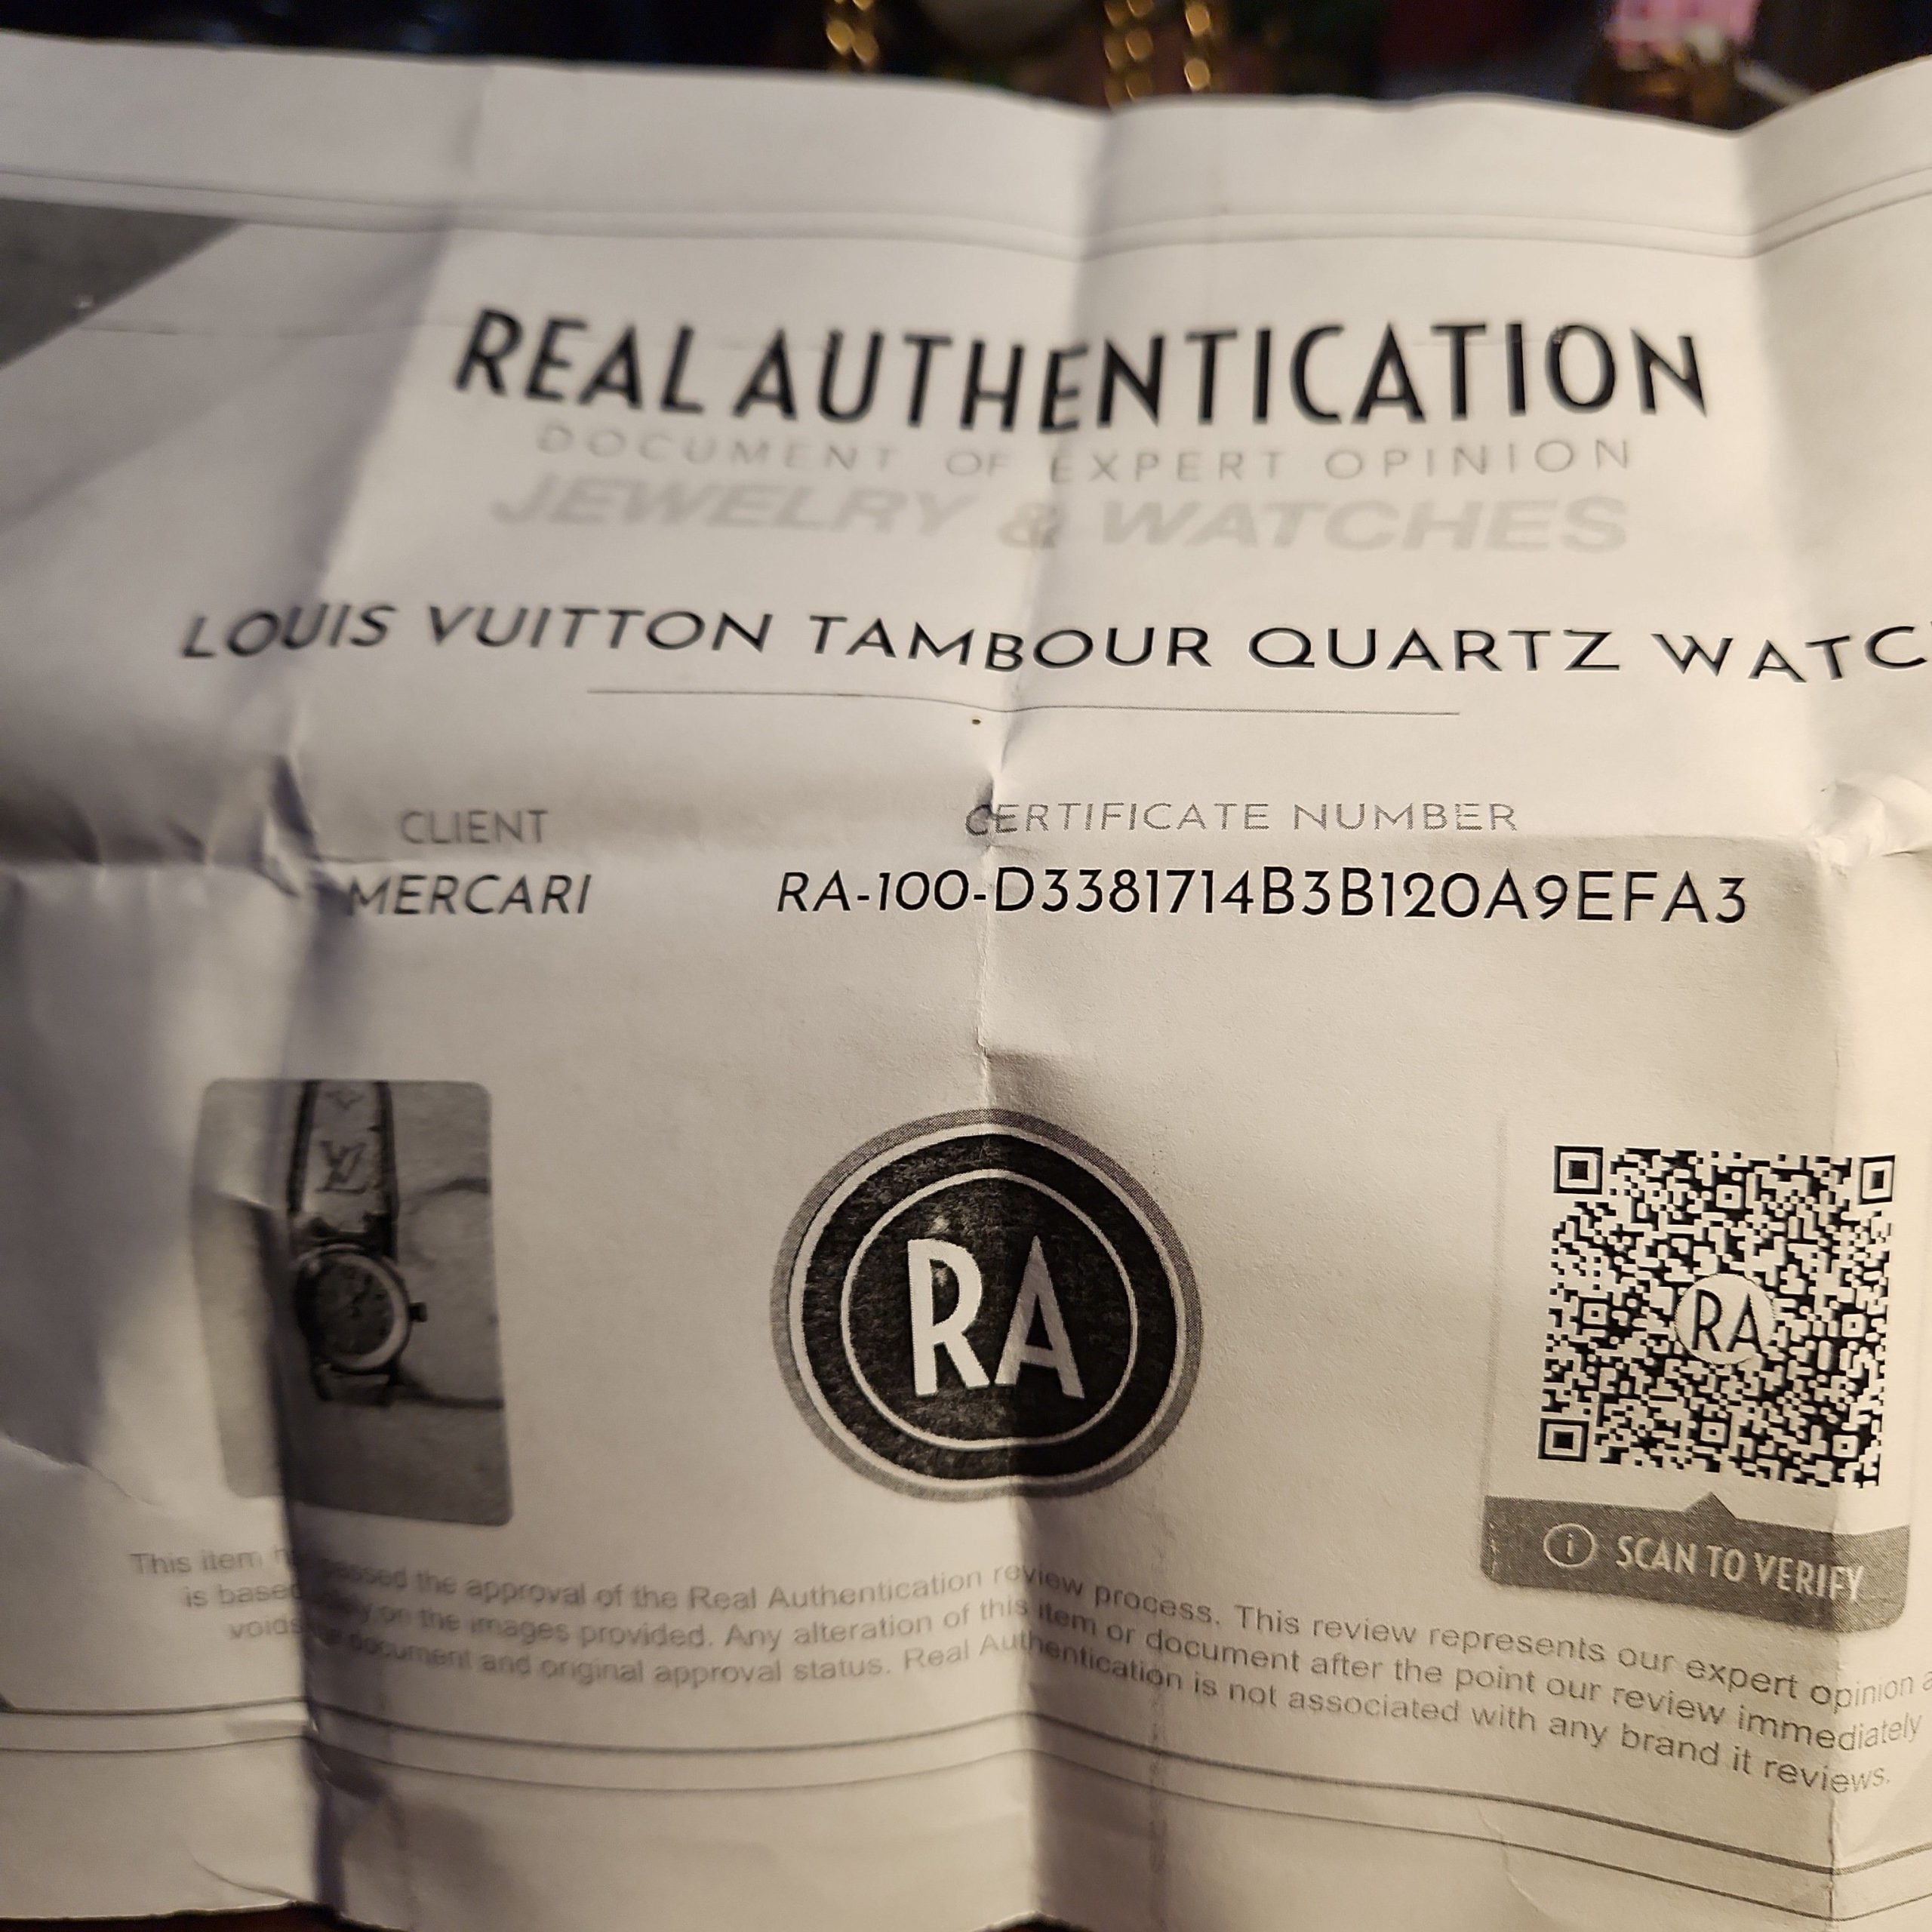 REAL AUTHENTICATION
DOCUMENT OF EXPERT OPINION
JEWELRY & WATCHES
LOUIS VUITTON TAMBOUR QUARTZ WATC
CLIENT
MERCARI
CERTIFICATE NUMBER
RA-100-D3381714B3B120A9EFA3
LV
RA
RA
SCAN TO VERIFY
This item the approval of the Real Authentication review process. This review represents our expert opinion
is based on the images provided. Any alteration of this item or document after the point our review immediately
voids document and original approval status. Real Authentication is not associated with any brand it reviews.